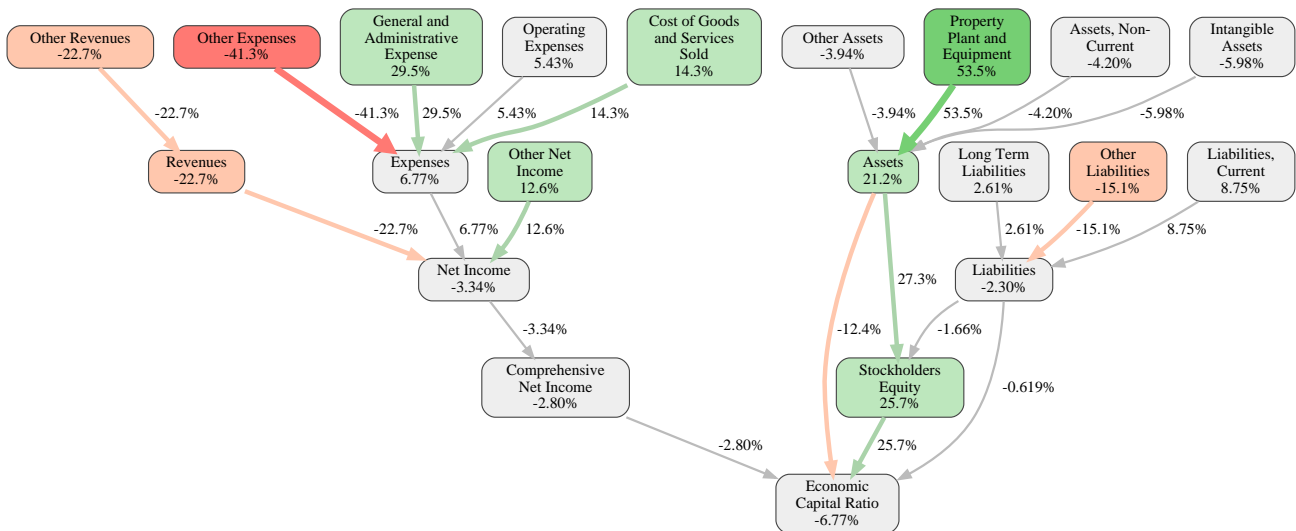 Other Revenues
-22.7%
Other Expenses
-41.3%
General and
Administrative
Expense
29.5%
Operating
Expenses
5.43%
Cost of Goods
and Services
Sold
14.3%
Other Assets
-3.94%
Property
Plant and
Equipment
53.5%
Assets, Non-
Current
-4.20%
Intangible
Assets
-5.98%
-22.7%
-41.3%
29.5%
5.43%
14.3%
-3.94%
53.5%
-4.20%
-5.98%
Revenues
-22.7%
Expenses
6.77%
Other Net
Income
12.6%
Assets
21.2%
Long Term
Liabilities
2.61%
Other
Liabilities
-15.1%
Liabilities,
Current
8.75%
-22.7%
6.77%
12.6%
2.61%
-15.1%
8.75%
Net Income
-3.34%
27.3%
Liabilities
-2.30%
-3.34%
-12.4%
-1.66%
Comprehensive
Net Income
-2.80%
Stockholders
Equity
25.7%
-0.619%
-2.80%
25.7%
Economic
Capital Ratio
-6.77%